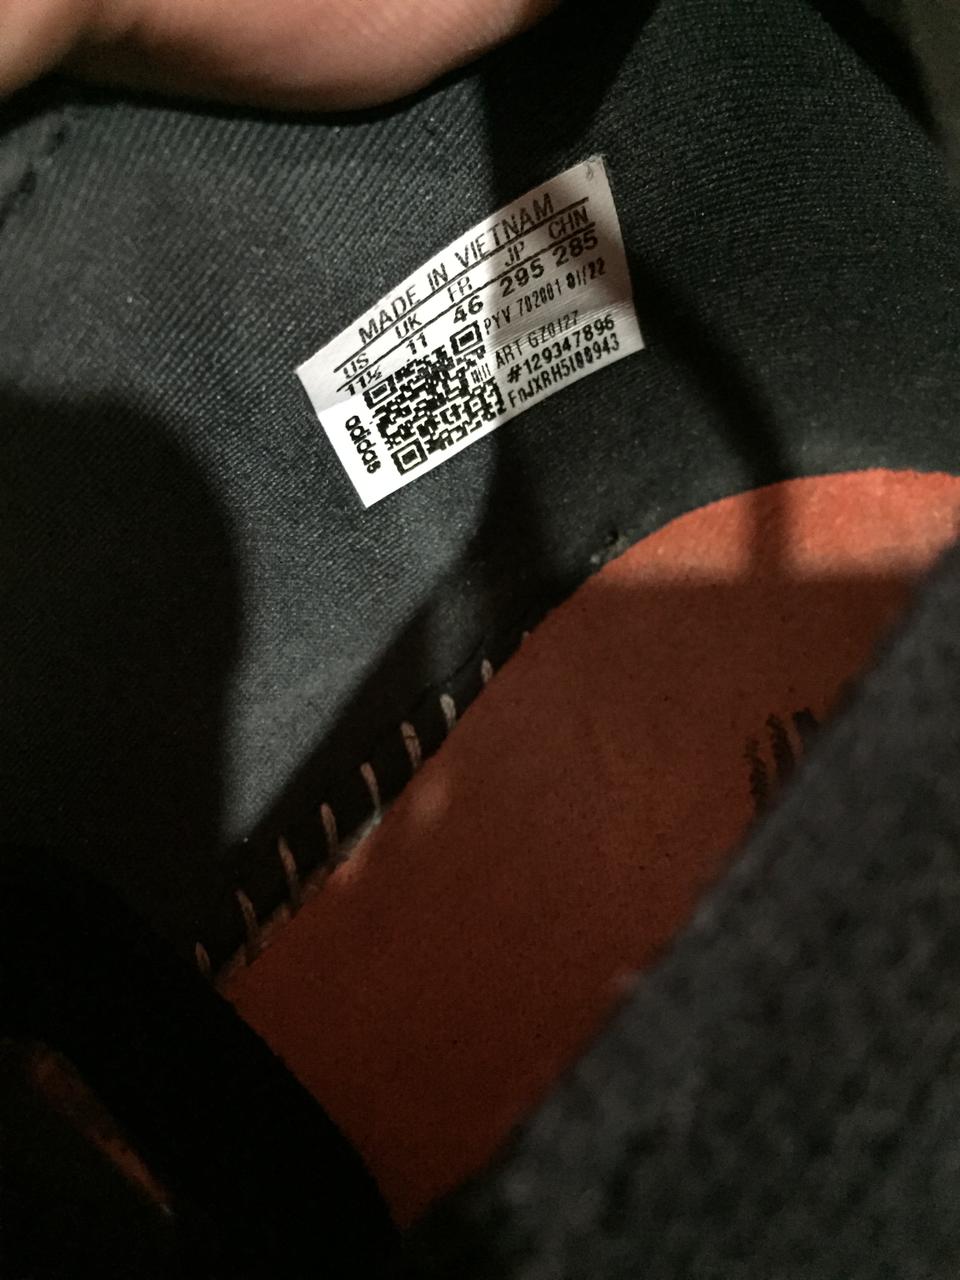 MADE IN VIETNAM
US UK FR JP CHN
11½ 11 46 295 285
PYV 702001 01/22
ART GZ0127
#129347896
FnJXRH5I00943
adidas